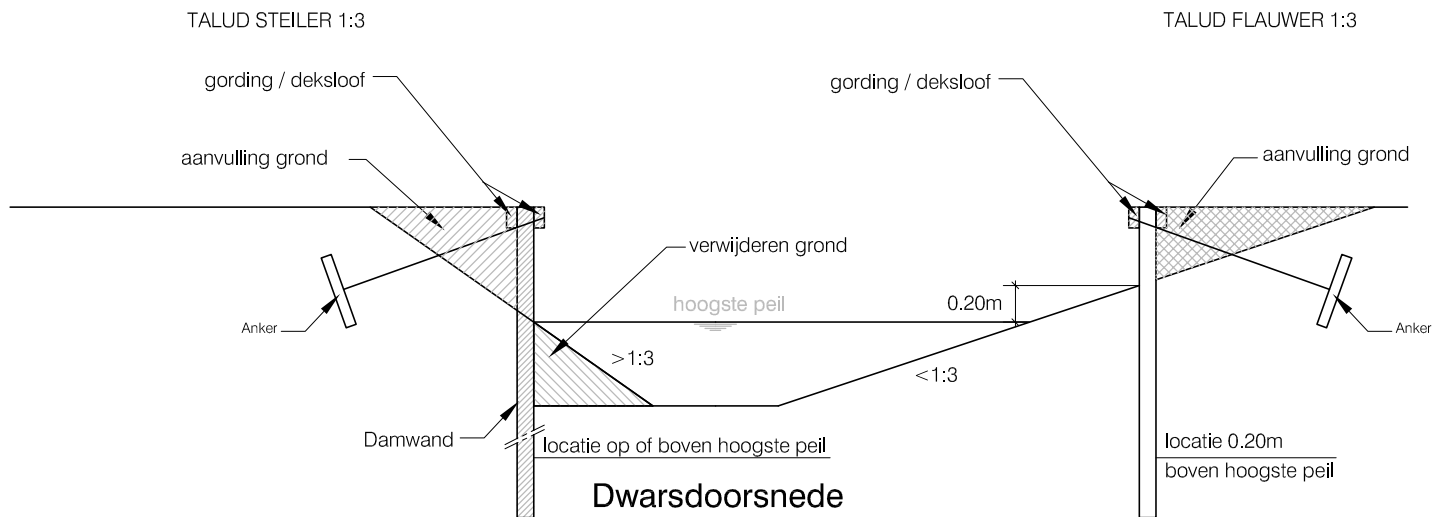 TALUD STEILER 1:3
TALUD FLAUWER 1:3
gording / deksloof
gording / deksloof
aanvulling grond
aanvulling grond
verwijderen grond
hoogste peil
0.20m
Anker
Anker
>1:3
<1:3
Damwand
locatie op of boven hoogste peil
locatie 0.20m
boven hoogste peil
Dwarsdoorsnede